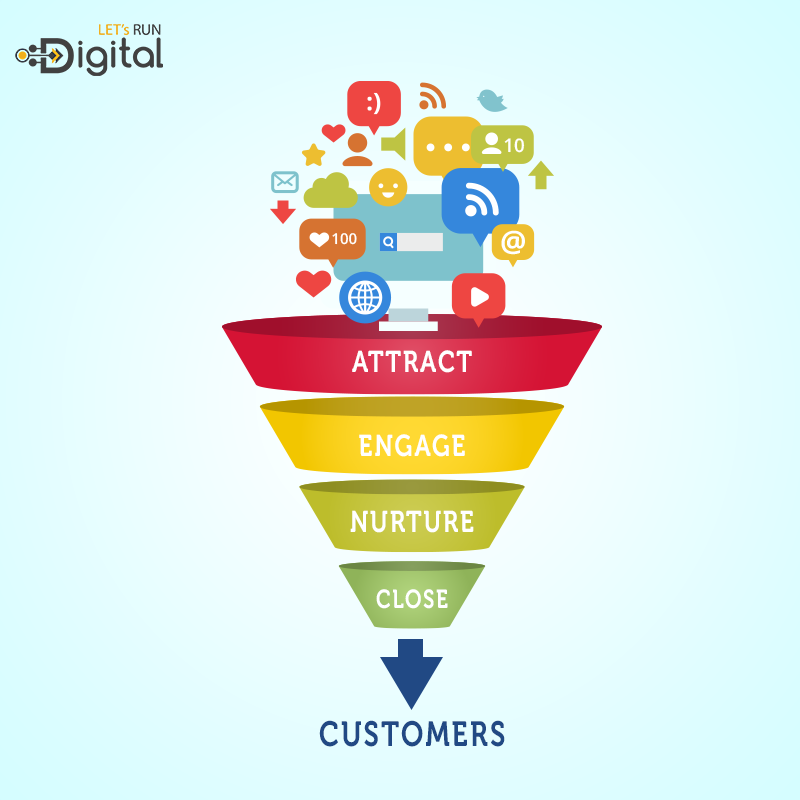 LET's RUN
Digital
:)
10
@
100
ATTRACT
ENGAGE
NURTURE
CLOSE
CUSTOMERS